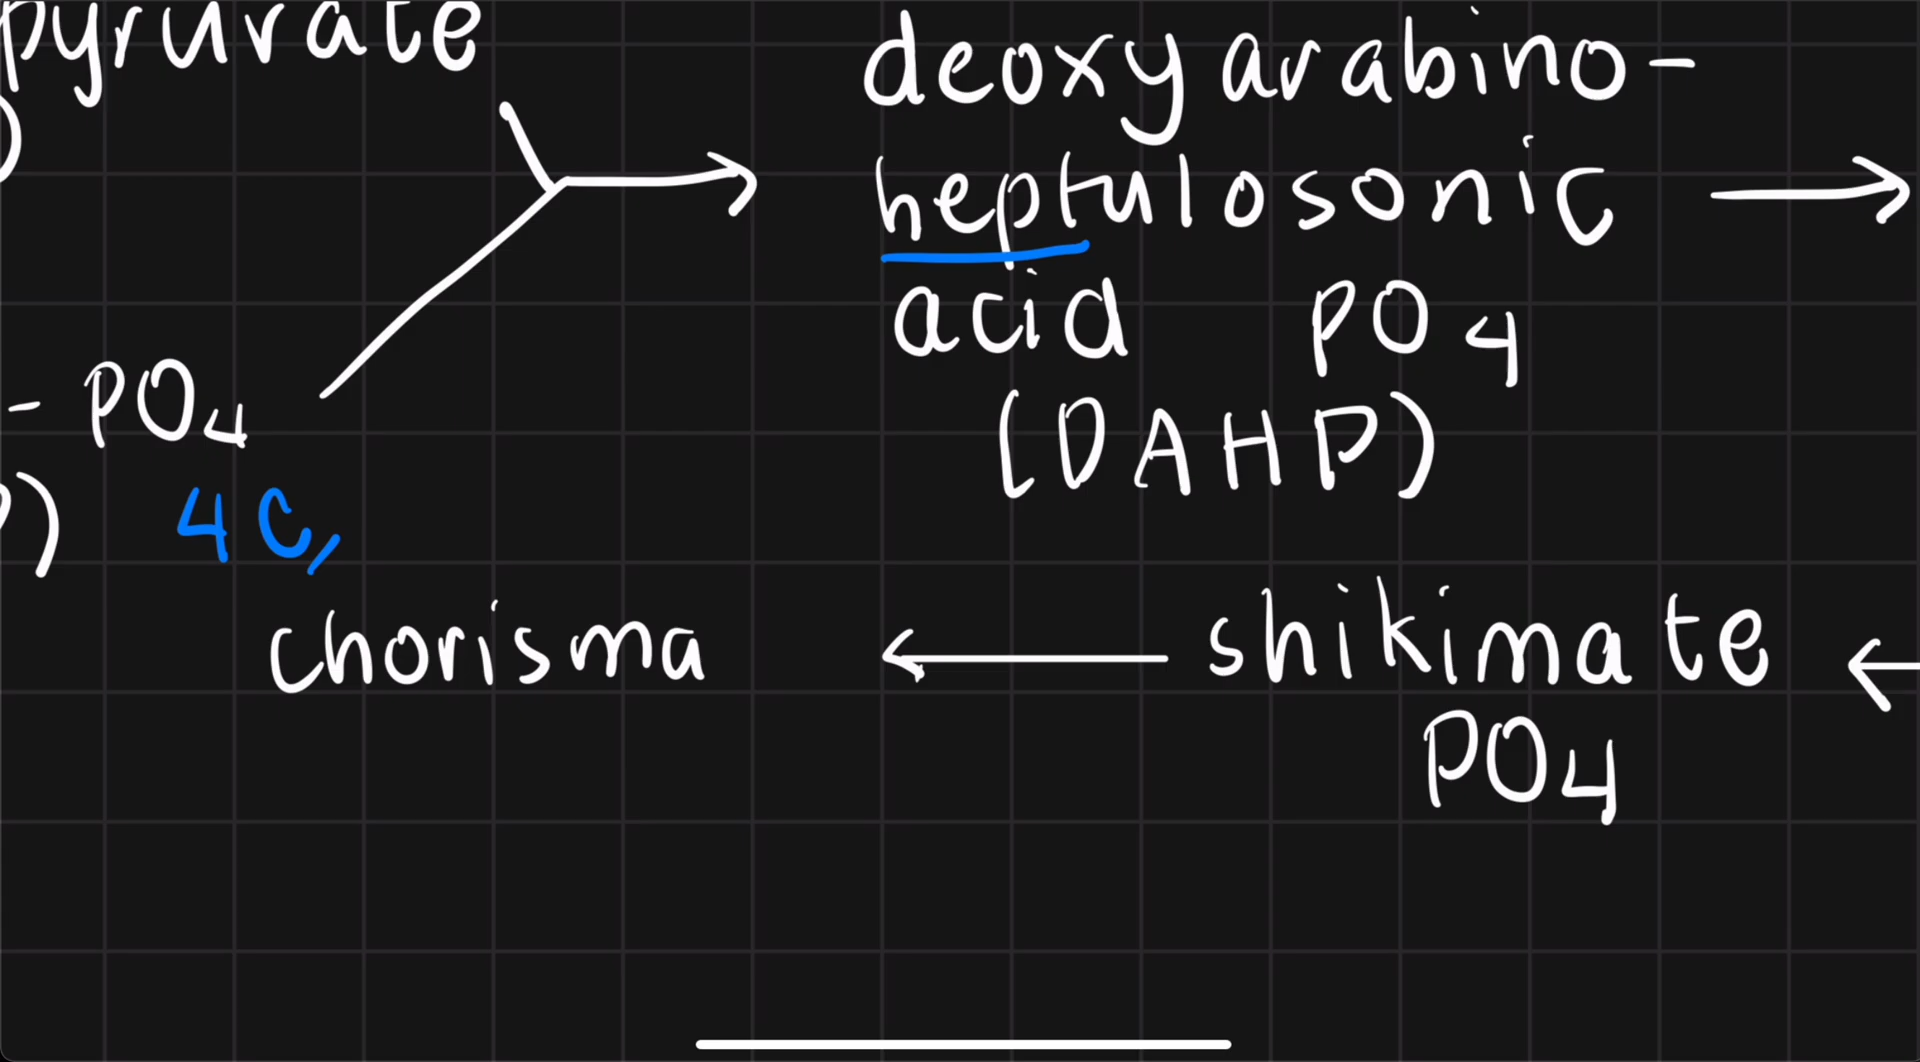 pyruvate
deoxyarabino-
heptulosonic
acid PO4
(DAHP)
- PO4
)
4C,
chorisma
shikimate
PO4